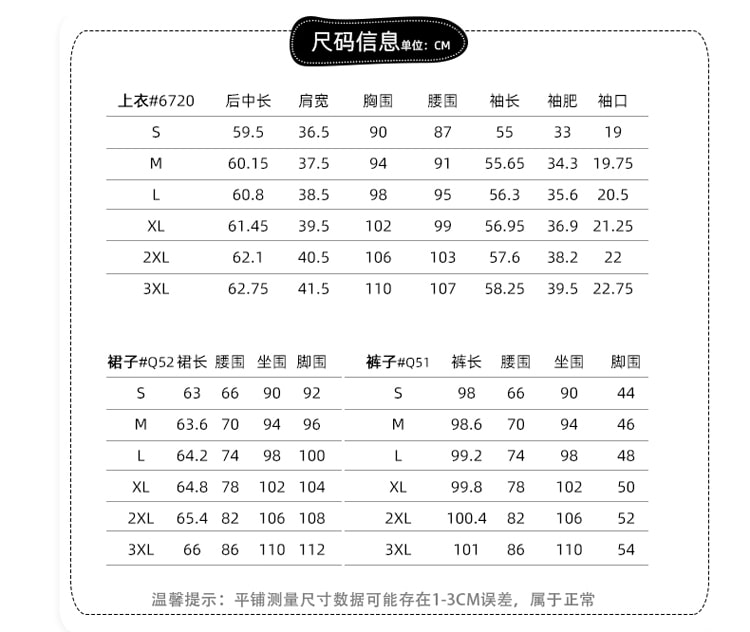 尺码信息单位：CM
上衣#6720 后中长 肩宽 胸围 腰围 袖长 袖肥 袖口
S 59.5 36.5 90 87 55 33 19
M 60.15 37.5 94 91 55.65 34.3 19.75
L 60.8 38.5 98 95 56.3 35.6 20.5
XL 61.45 39.5 102 99 56.95 36.9 21.25
2XL 62.1 40.5 106 103 57.6 38.2 22
3XL 62.75 41.5 110 107 58.25 39.5 22.75
裙子#Q52 裙长 腰围 坐围 脚围 裤子#Q51 裤长 腰围 坐围 脚围
S 63 66 90 92 S 98 66 90 44
M 63.6 70 94 96 M 98.6 70 94 46
L 64.2 74 98 100 L 99.2 74 98 48
XL 64.8 78 102 104 XL 99.8 78 102 50
2XL 65.4 82 106 108 2XL 100.4 82 106 52
3XL 66 86 110 112 3XL 101 86 110 54
温馨提示：平铺测量尺寸数据可能存在1-3CM误差，属于正常